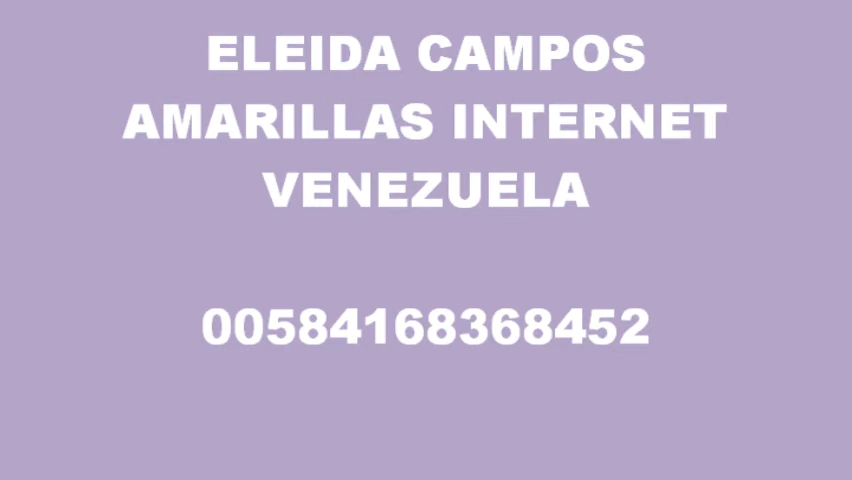 ELEIDA CAMPOS
AMARILLAS INTERNET
VENEZUELA
00584168368452